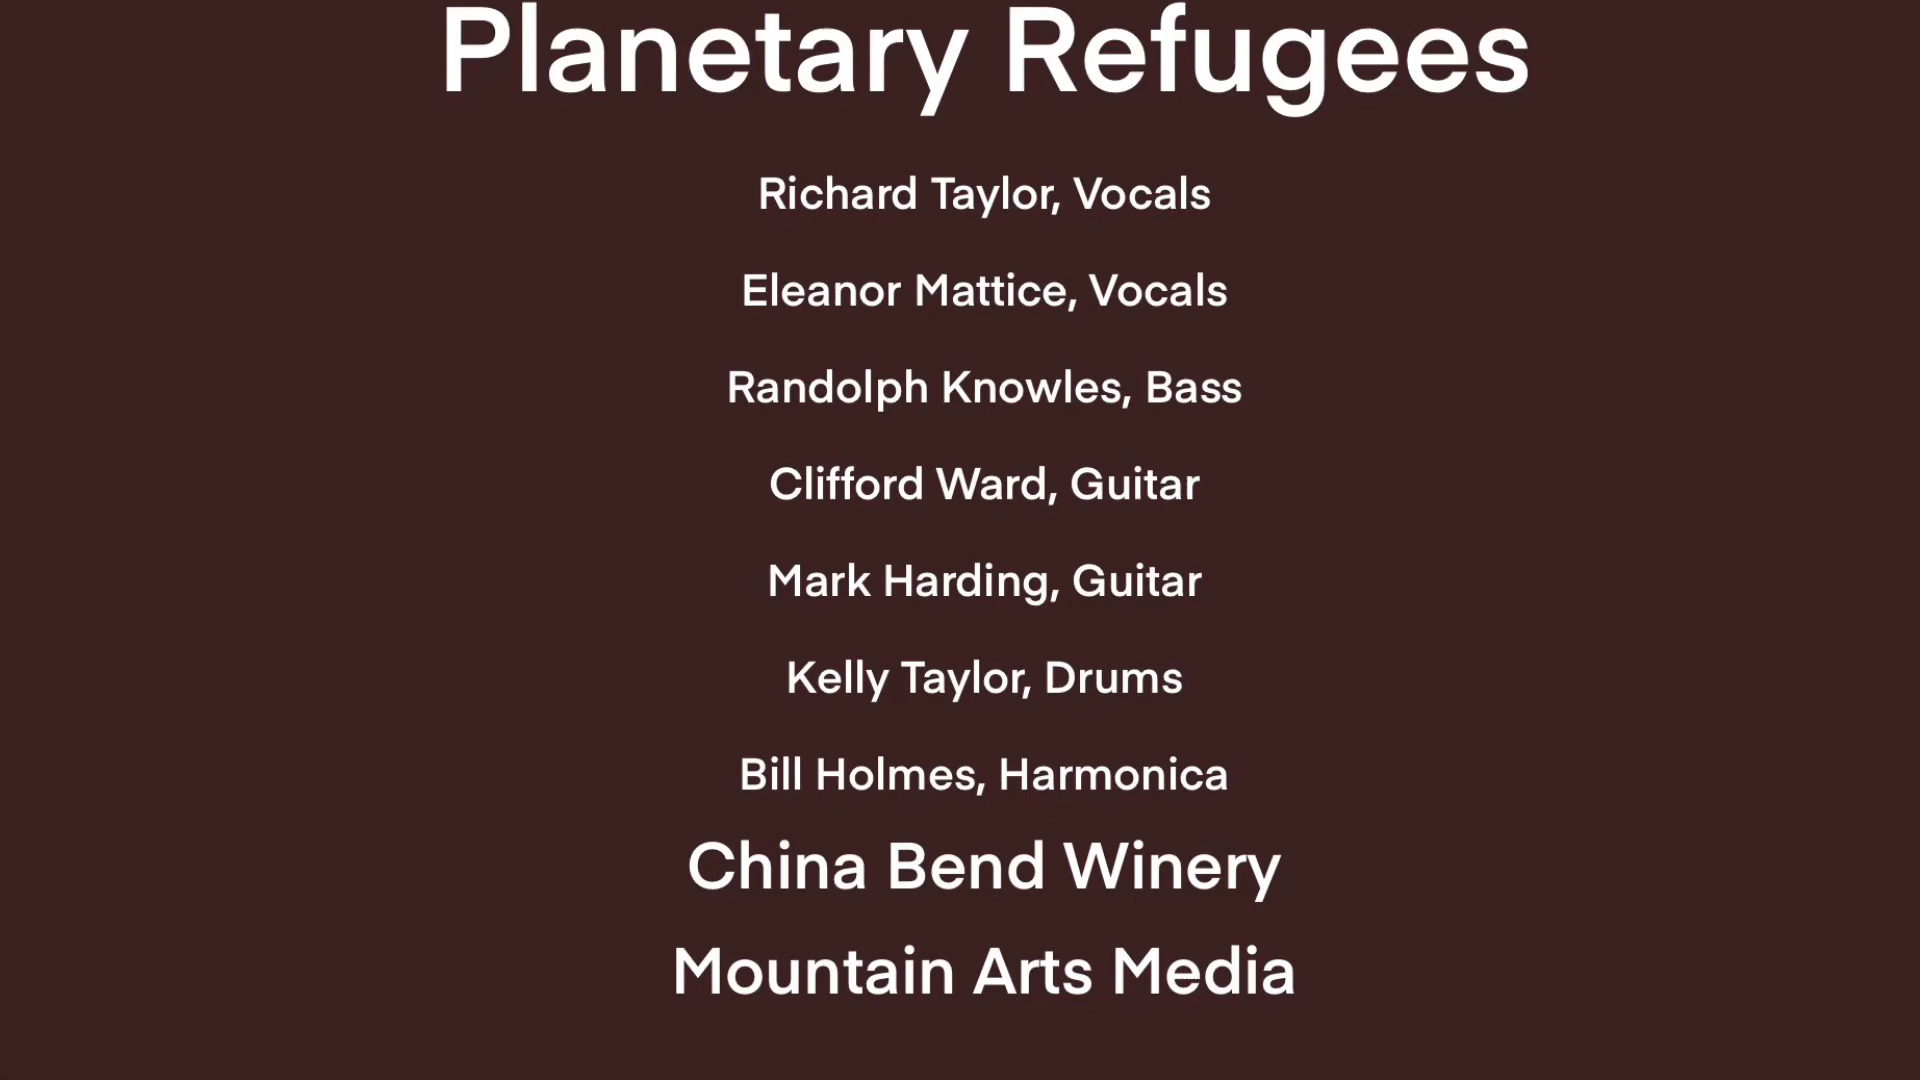 Planetary Refugees
Richard Taylor, Vocals
Eleanor Mattice, Vocals
Randolph Knowles, Bass
Clifford Ward, Guitar
Mark Harding, Guitar
Kelly Taylor, Drums
Bill Holmes, Harmonica
China Bend Winery
Mountain Arts Media